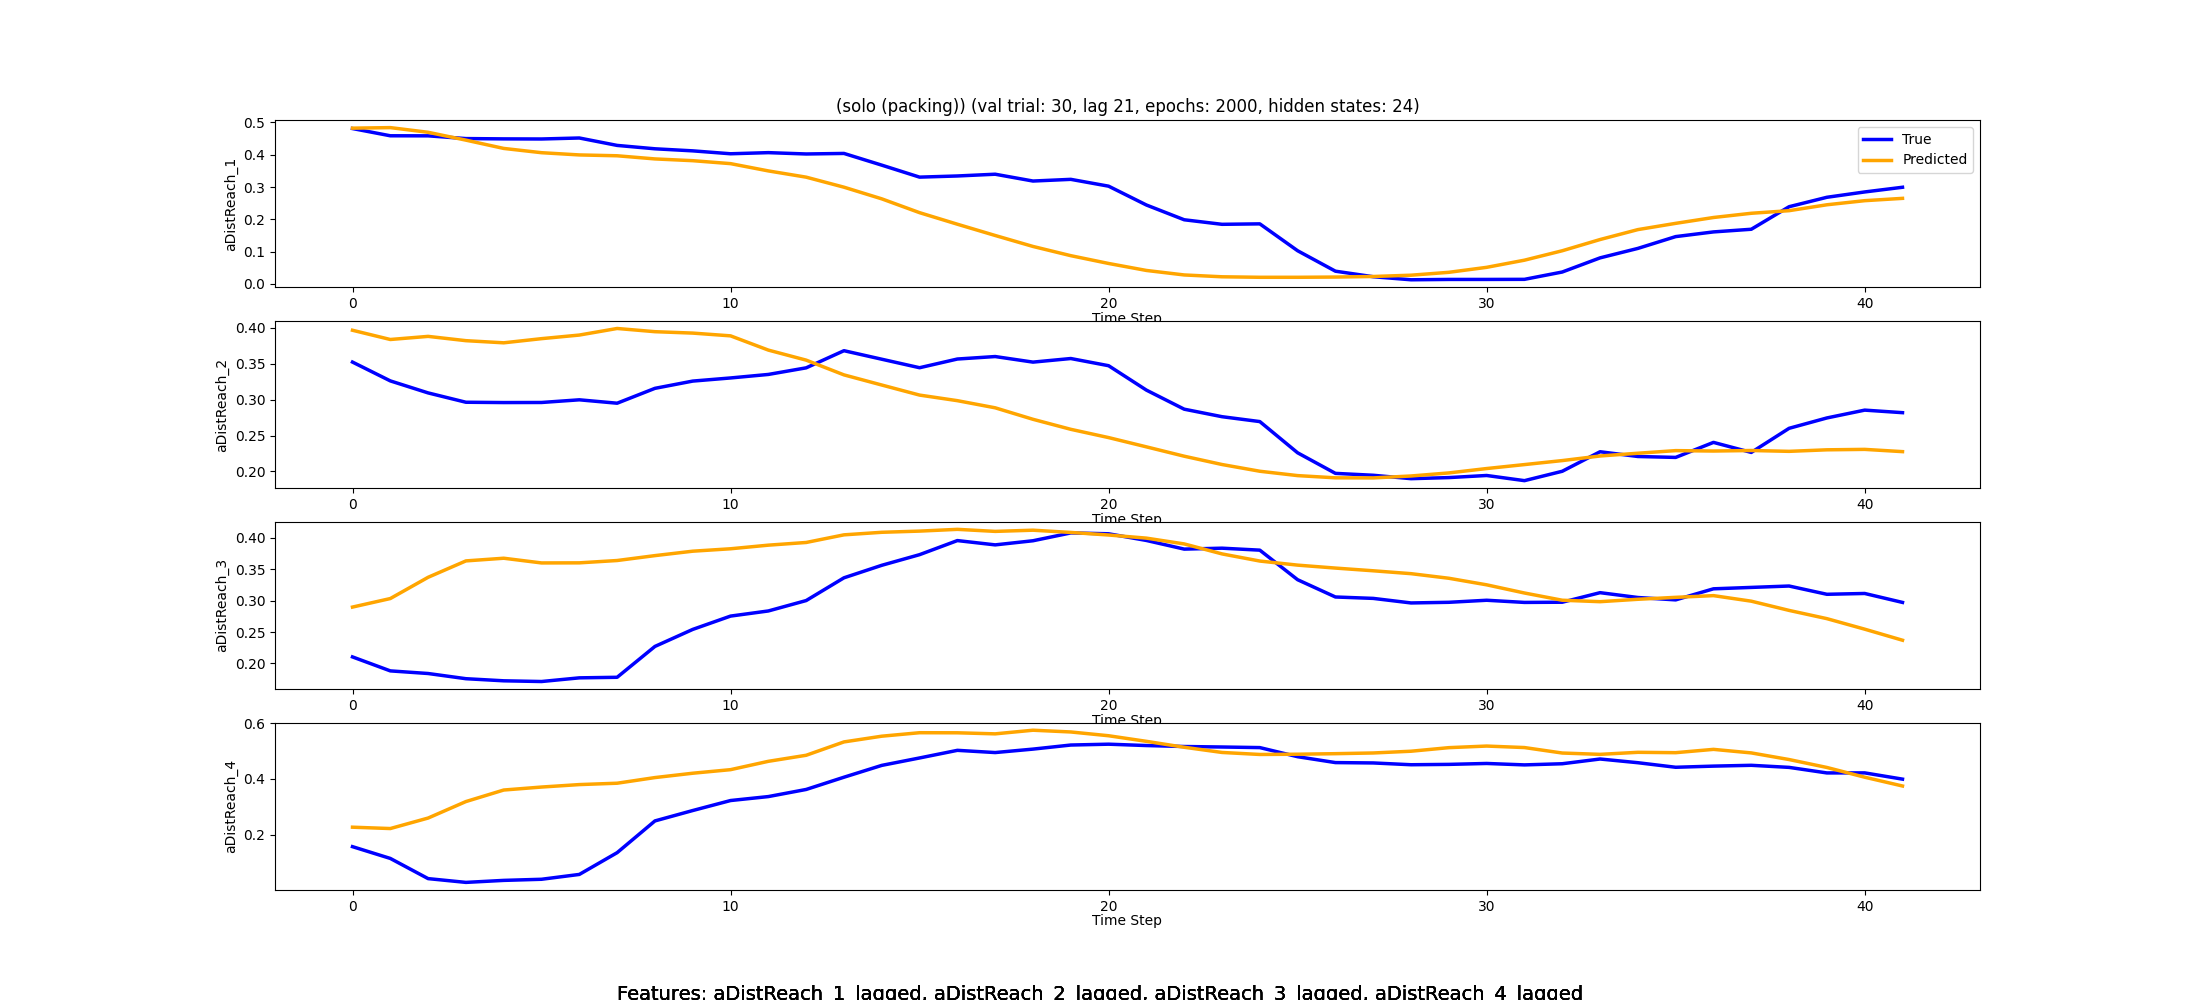 (solo (packing)) (val trial: 30, lag 21, epochs: 2000, hidden states: 24)
0.5
0.4
0.3
0.2
0.1
0.0
aDistReach_1
True
Predicted
0 10 20 30 40
Time Step
0.40
0.35
0.30
0.25
0.20
aDistReach_2
0 10 20 30 40
Time Step
0.40
0.35
0.30
0.25
0.20
aDistReach_3
0 10 20 30 40
Time Step
0.6
0.4
0.2
aDistReach_4
0 10 20 30 40
Time Step
Features: aDistReach_1_lagged, aDistReach_2_lagged, aDistReach_3_lagged, aDistReach_4_lagged